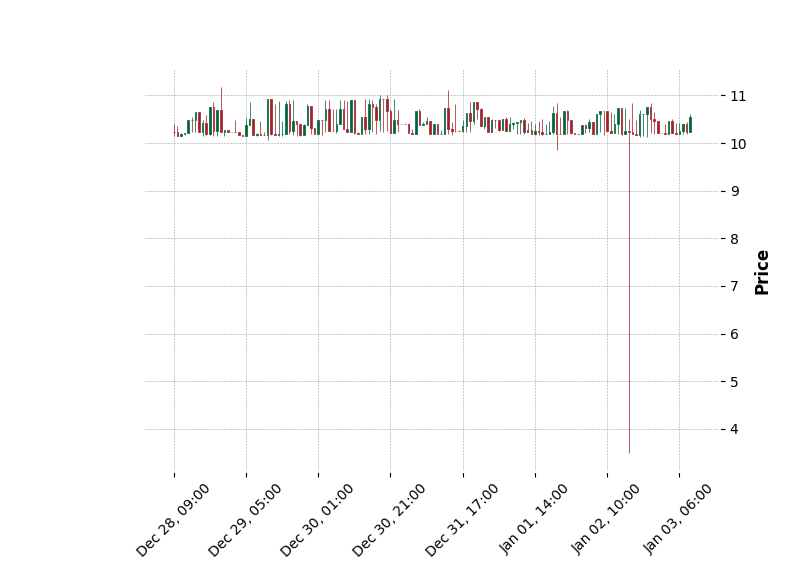 11
10
9
8
7
6
5
4
Price
Dec 28, 09:00
Dec 29, 05:00
Dec 30, 01:00
Dec 30, 21:00
Dec 31, 17:00
Jan 01, 14:00
Jan 02, 10:00
Jan 03, 06:00